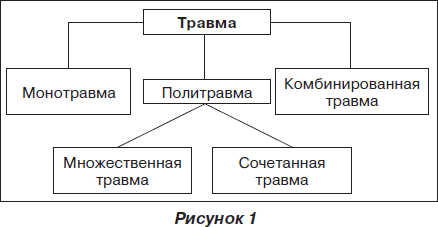 Травма
Монотравма
Политравма
Комбинированная
травма
Множественная
травма
Сочетанная
травма
Рисунок 1